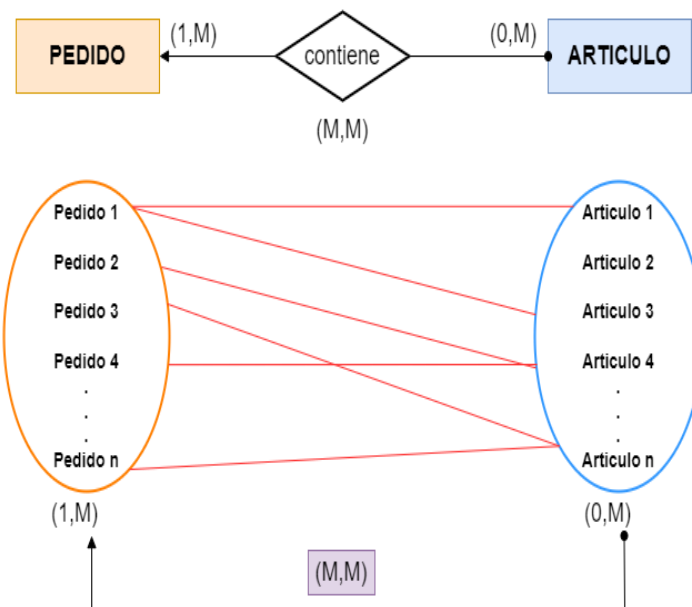 (1,M)
(0,M)
PEDIDO
contiene
ARTICULO
(M,M)
Pedido 1
Articulo 1
Pedido 2
Articulo 2
Pedido 3
Articulo 3
Pedido 4
Articulo 4
.
.
.
.
.
.
Pedido n
Articulo n
(1,M)
(0,M)
(M,M)